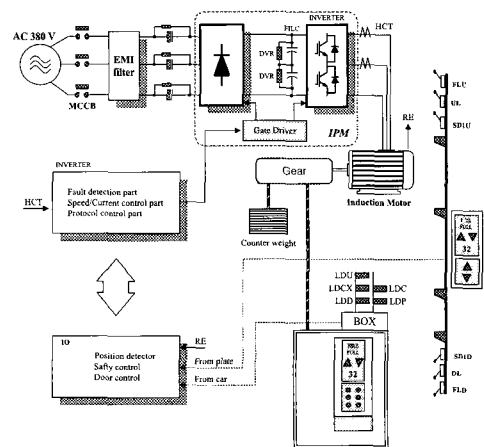 AC 380 V
MCCB
EMI
filter
FILC
DVR
DVR
INVERTER
HCT
Gate Driver
IPM
RE
Induction Motor
Gear
Counter weight
INVERTER
Fault detection part
Speed/Current control part
Protocol control part
HCT
IO
Position detector
Safty control
Door control
RE
From plate
From car
LDU
LDCX
LDD
LDC
LDP
BOX
FULL
32
FLU
UL
SD1U
FULL
32
SD1D
DL
FLD